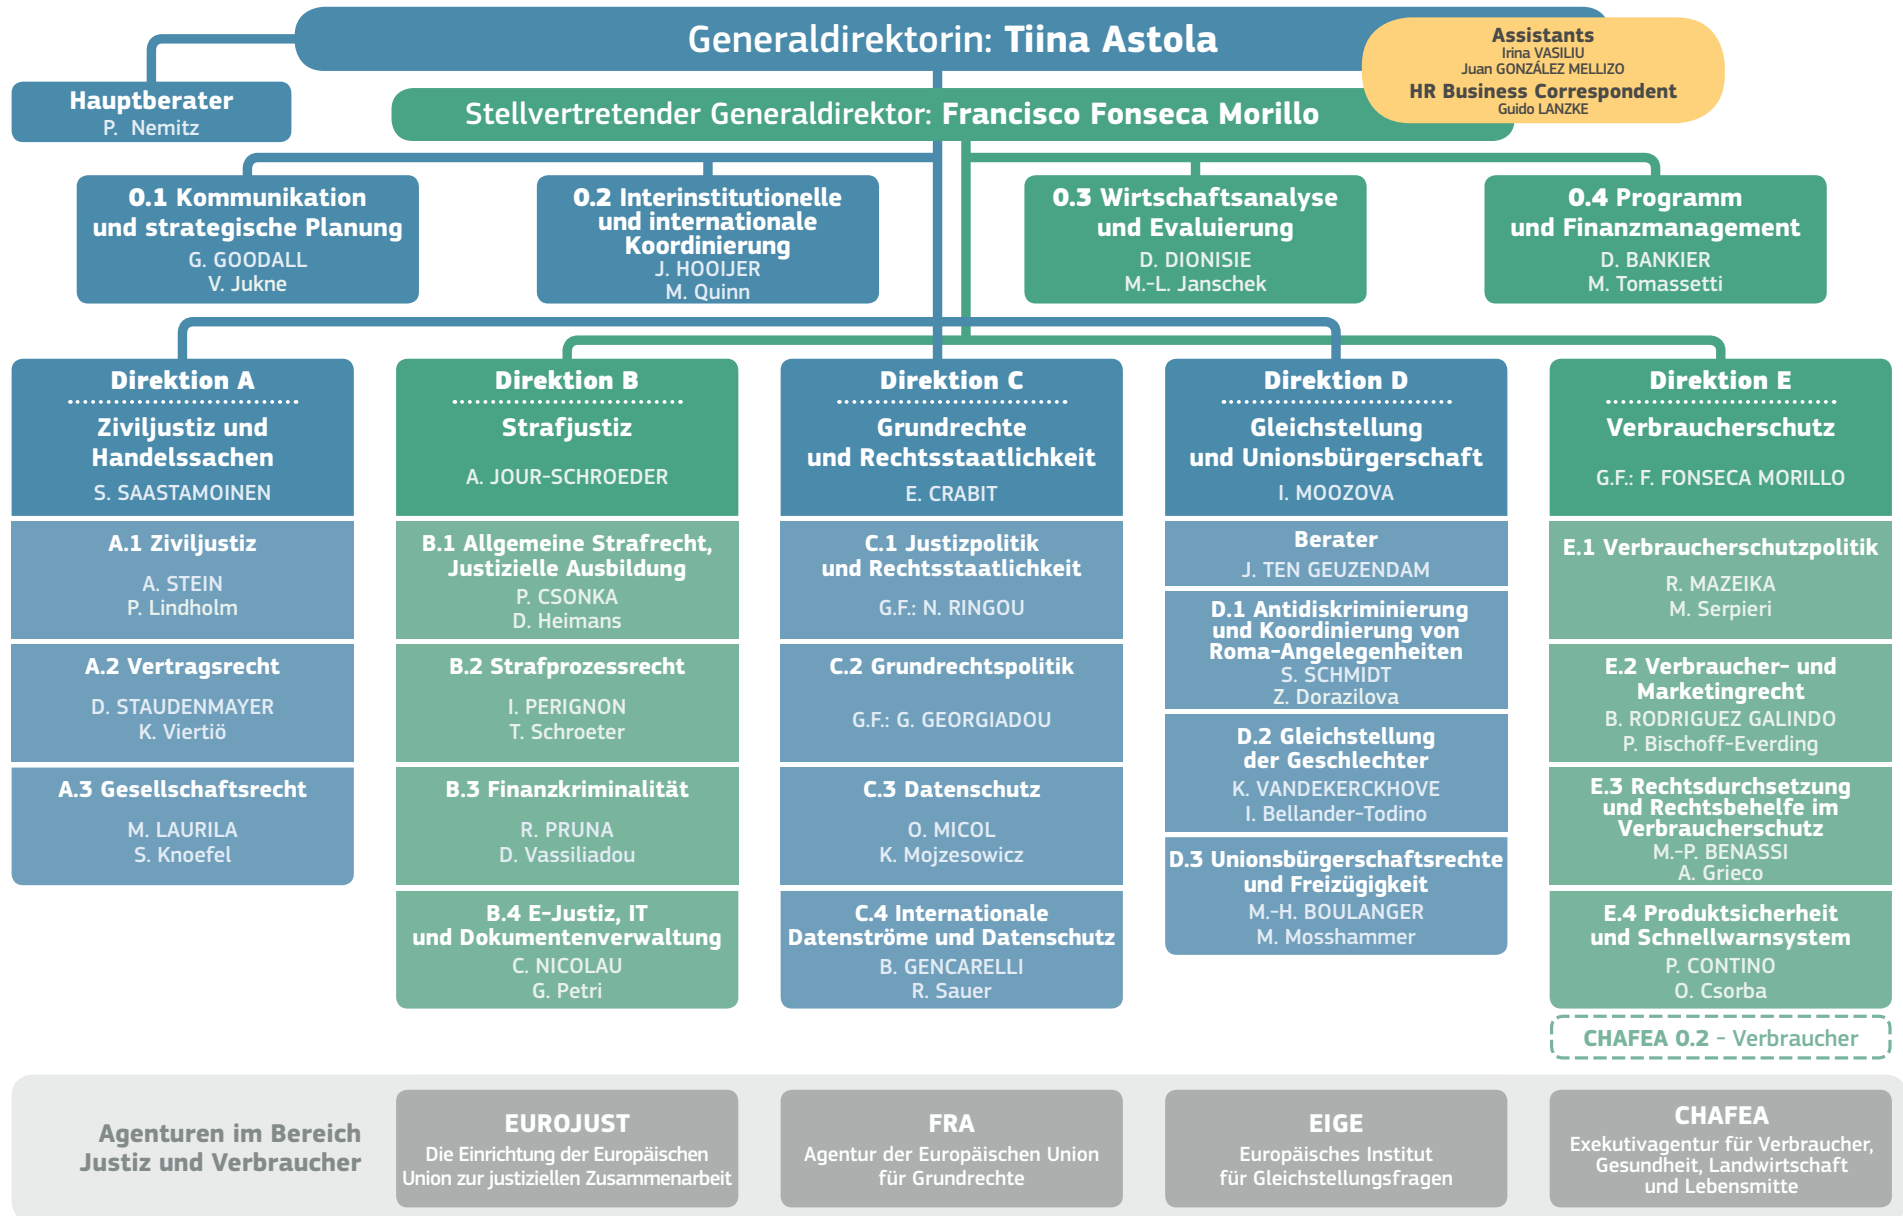 Generaldirektorin: Tiina Astola
Assistants
Irina VASILIU
Juan GONZÁLEZ MELLIZO
HR Business Correspondent
Guido LANZKE
Hauptberater
P. Nemitz
Stellvertretender Generaldirektor: Francisco Fonseca Morillo
0.1 Kommunikation
und strategische Planung
G. GOODALL
V. Jukne
0.2 Interinstitutionelle
und internationale
Koordinierung
J. HOOIJER
M. Quinn
0.3 Wirtschaftsanalyse
und Evaluierung
D. DIONISIE
M.-L. Janschek
0.4 Programm
und Finanzmanagement
D. BANKIER
M. Tomassetti
Direktion A
Ziviljustiz und
Handelssachen
S. SAASTAMOINEN
A.1 Ziviljustiz
A. STEIN
P. Lindholm
A.2 Vertragsrecht
D. STAUDENMAYER
K. Viertiö
A.3 Gesellschaftsrecht
M. LAURILA
S. Knoefel
Direktion B
Strafjustiz
A. JOUR-SCHROEDER
B.1 Allgemeine Strafrecht,
Justizielle Ausbildung
P. CSONKA
D. Heimans
B.2 Strafprozessrecht
I. PERIGNON
T. Schroeter
B.3 Finanzkriminalität
R. PRUNA
D. Vassiliadou
B.4 E-Justiz, IT
und Dokumentenverwaltung
C. NICOLAU
G. Petri
Direktion C
Grundrechte
und Rechtsstaatlichkeit
E. CRABIT
C.1 Justizpolitik
und Rechtsstaatlichkeit
G.F.: N. RINGOU
C.2 Grundrechtspolitik
G.F.: G. GEORGIADOU
C.3 Datenschutz
O. MICOL
K. Mojzesowicz
C.4 Internationale
Datenströme und Datenschutz
B. GENCARELLI
R. Sauer
Direktion D
Gleichstellung
und Unionsbürgerschaft
I. MOOZOVA
Berater
J. TEN GEUZENDAM
D.1 Antidiskriminierung
und Koordinierung von
Roma-Angelegenheiten
S. SCHMIDT
Z. Dorazilova
D.2 Gleichstellung
der Geschlechter
K. VANDEKERCKHOVE
I. Bellander-Todino
D.3 Unionsbürgerschaftsrechte
und Freizügigkeit
M.-H. BOULANGER
M. Mosshammer
Direktion E
Verbraucherschutz
G.F.: F. FONSECA MORILLO
E.1 Verbraucherschutzpolitik
R. MAZEIKA
M. Serpieri
E.2 Verbraucher- und
Marketingrecht
B. RODRIGUEZ GALINDO
P. Bischoff-Everding
E.3 Rechtsdurchsetzung
und Rechtsbehelfe im
Verbraucherschutz
M.-P. BENASSI
A. Grieco
E.4 Produktsicherheit
und Schnellwarnsystem
P. CONTINO
O. Csorba
CHAFEA 0.2 - Verbraucher
Agenturen im Bereich
Justiz und Verbraucher
EUROJUST
Die Einrichtung der Europäischen
Union zur justiziellen Zusammenarbeit
FRA
Agentur der Europäischen Union
für Grundrechte
EIGE
Europäisches Institut
für Gleichstellungsfragen
CHAFEA
Exekutivagentur für Verbraucher,
Gesundheit, Landwirtschaft
und Lebensmitte